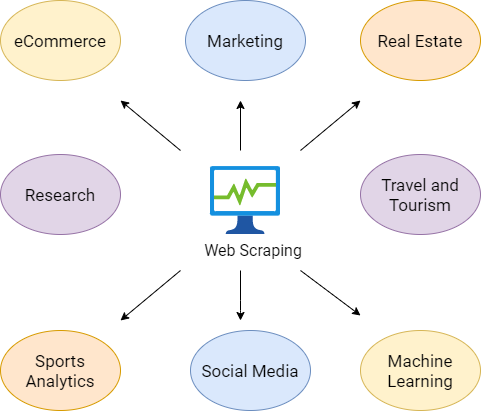 eCommerce
Marketing
Real Estate
Research
Travel and
Tourism
Web Scraping
Sports
Analytics
Social Media
Machine
Learning